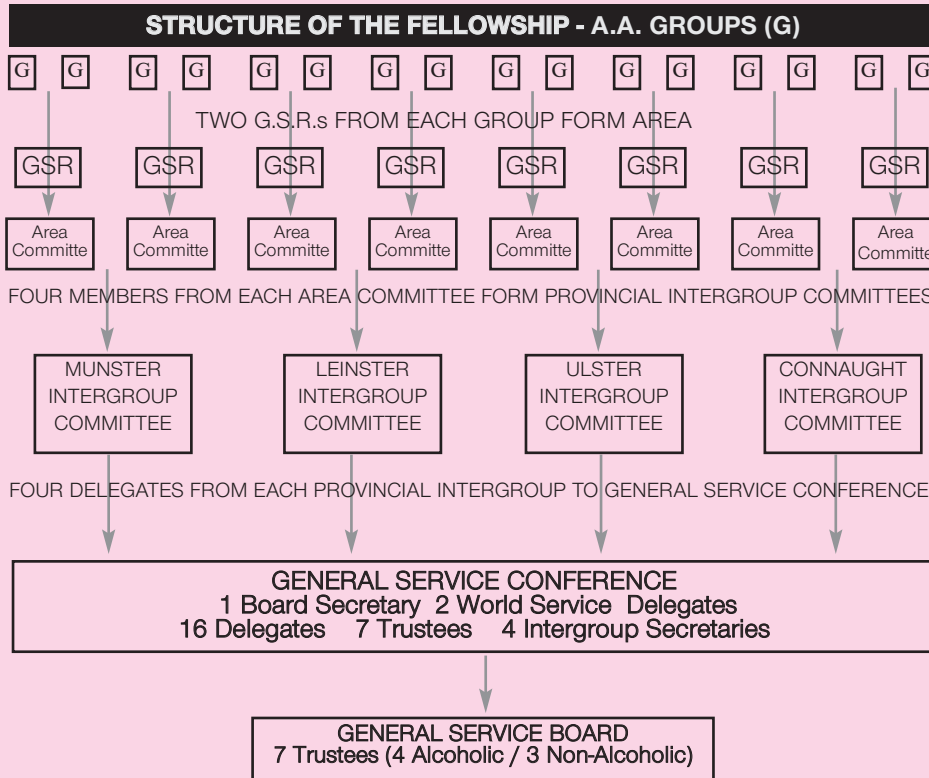 STRUCTURE OF THE FELLOWSHIP - A.A. GROUPS (G)
G G G G G G G G G G G G G G G G
TWO G.S.R.s FROM EACH GROUP FORM AREA
GSR GSR GSR GSR GSR GSR GSR GSR
Area Area Area Area Area Area Area Area
Committe Committe Committe Committe Committe Committe Committe Committe
FOUR MEMBERS FROM EACH AREA COMMITTEE FORM PROVINCIAL INTERGROUP COMMITTEES
MUNSTER LEINSTER ULSTER CONNAUGHT
INTERGROUP INTERGROUP INTERGROUP INTERGROUP
COMMITTEE COMMITTEE COMMITTEE COMMITTEE
FOUR DELEGATES FROM EACH PROVINCIAL INTERGROUP TO GENERAL SERVICE CONFERENCE
GENERAL SERVICE CONFERENCE
1 Board Secretary 2 World Service Delegates
16 Delegates 7 Trustees 4 Intergroup Secretaries
GENERAL SERVICE BOARD
7 Trustees (4 Alcoholic / 3 Non-Alcoholic)